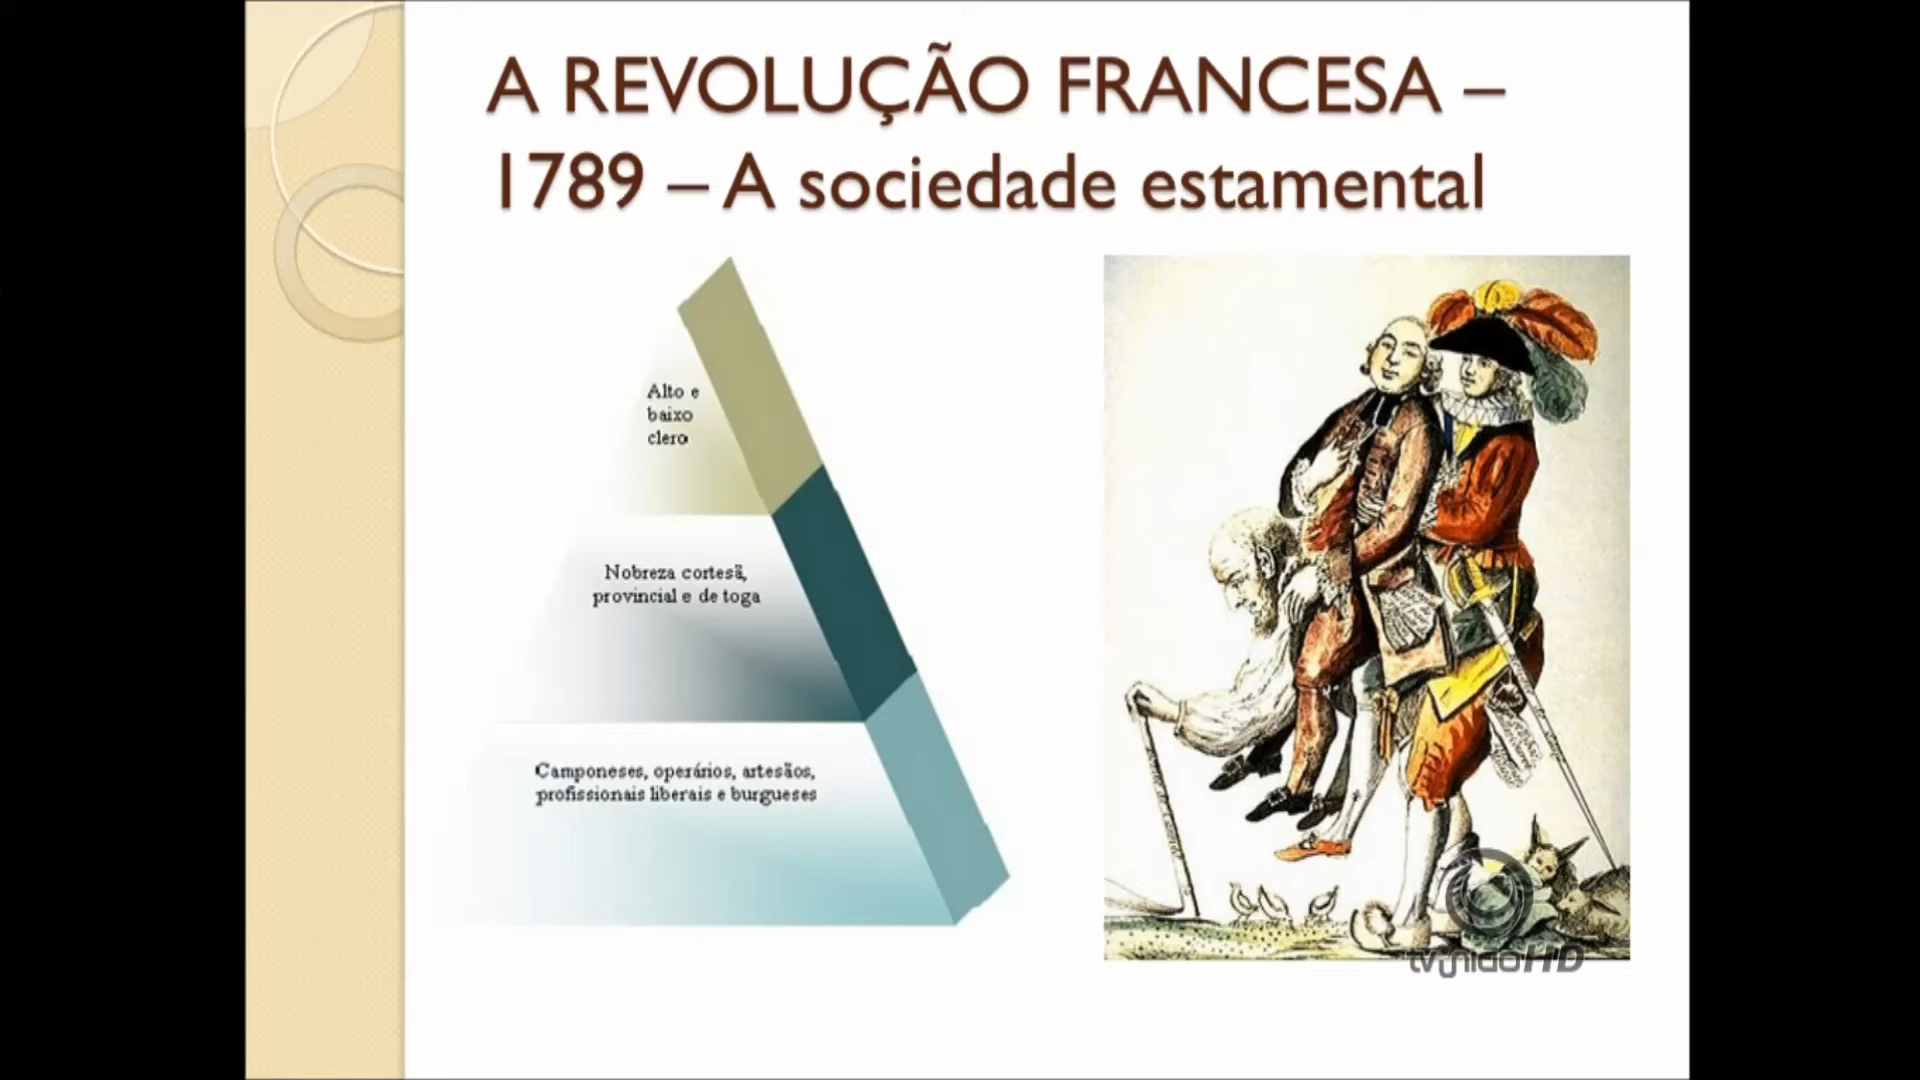 A REVOLUÇÃO FRANCESA –
1789 – A sociedade estamental
Alto e
baixo
clero
Nobreza cortesã,
provincial e de toga
Camponeses, operários, artesãos,
profissionais liberais e burgueses
tvuniãoHD